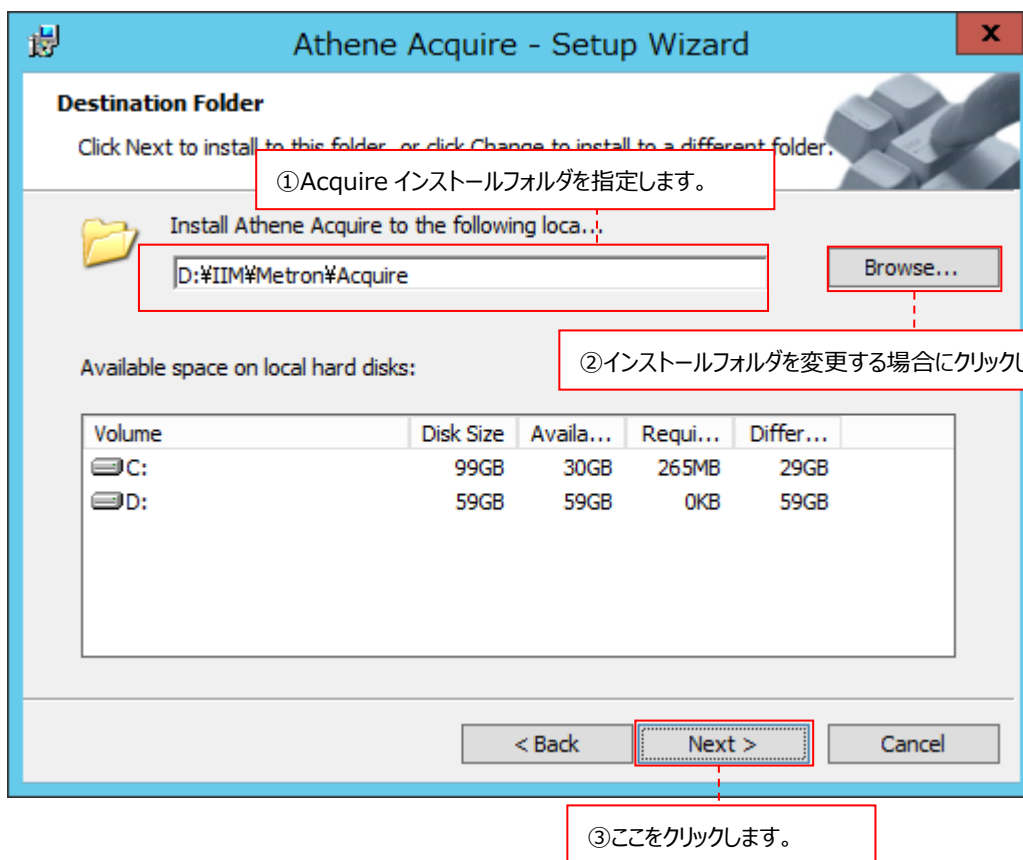 Athene Acquire - Setup Wizard
x
Destination Folder
Click Next to install to this folder, or click Change to install to a different folder.
①Acquire インストールフォルダを指定します。
Install Athene Acquire to the following loca...
D:¥IIM¥Metron¥Acquire
Browse...
②インストールフォルダを変更する場合にクリックし
Available space on local hard disks:
Volume Disk Size Availa... Requi... Differ...
C: 99GB 30GB 265MB 29GB
D: 59GB 59GB 0KB 59GB
< Back Next > Cancel
③ここをクリックします。